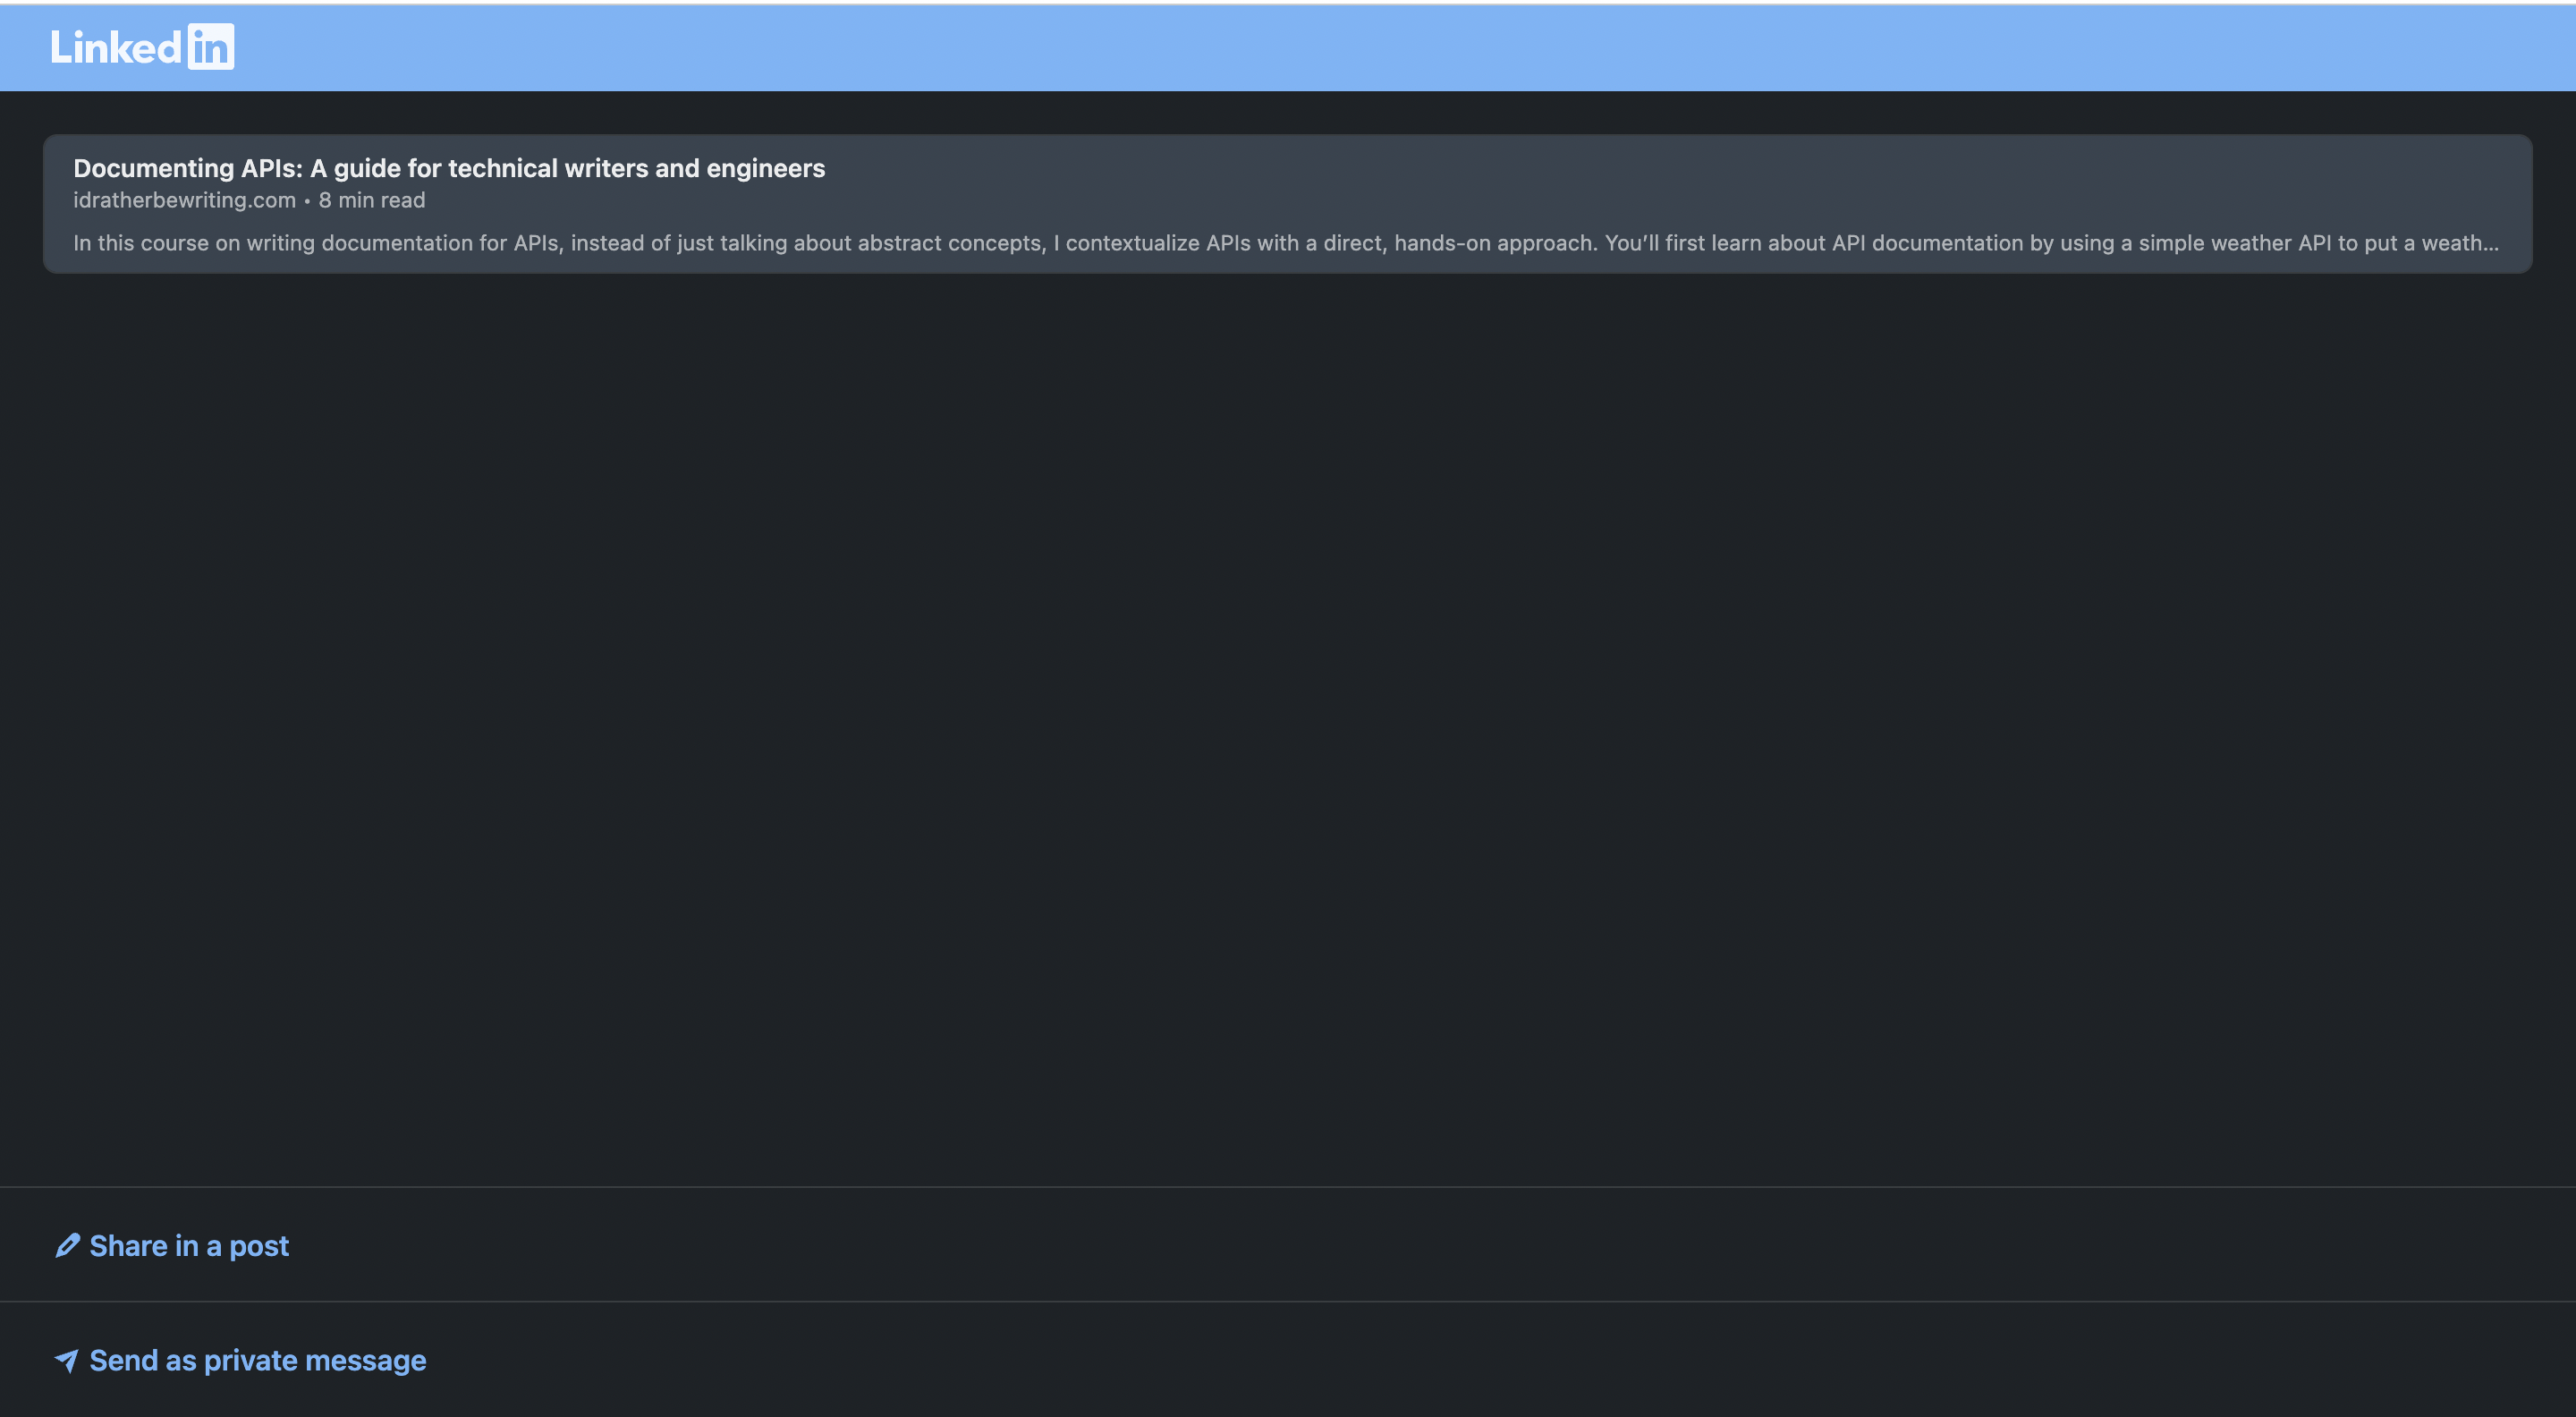 LinkedIn
Documenting APIs: A guide for technical writers and engineers
idratherbewriting.com • 8 min read
In this course on writing documentation for APIs, instead of just talking about abstract concepts, I contextualize APIs with a direct, hands-on approach. You’ll first learn about API documentation by using a simple weather API to put a weath...
Share in a post
Send as private message